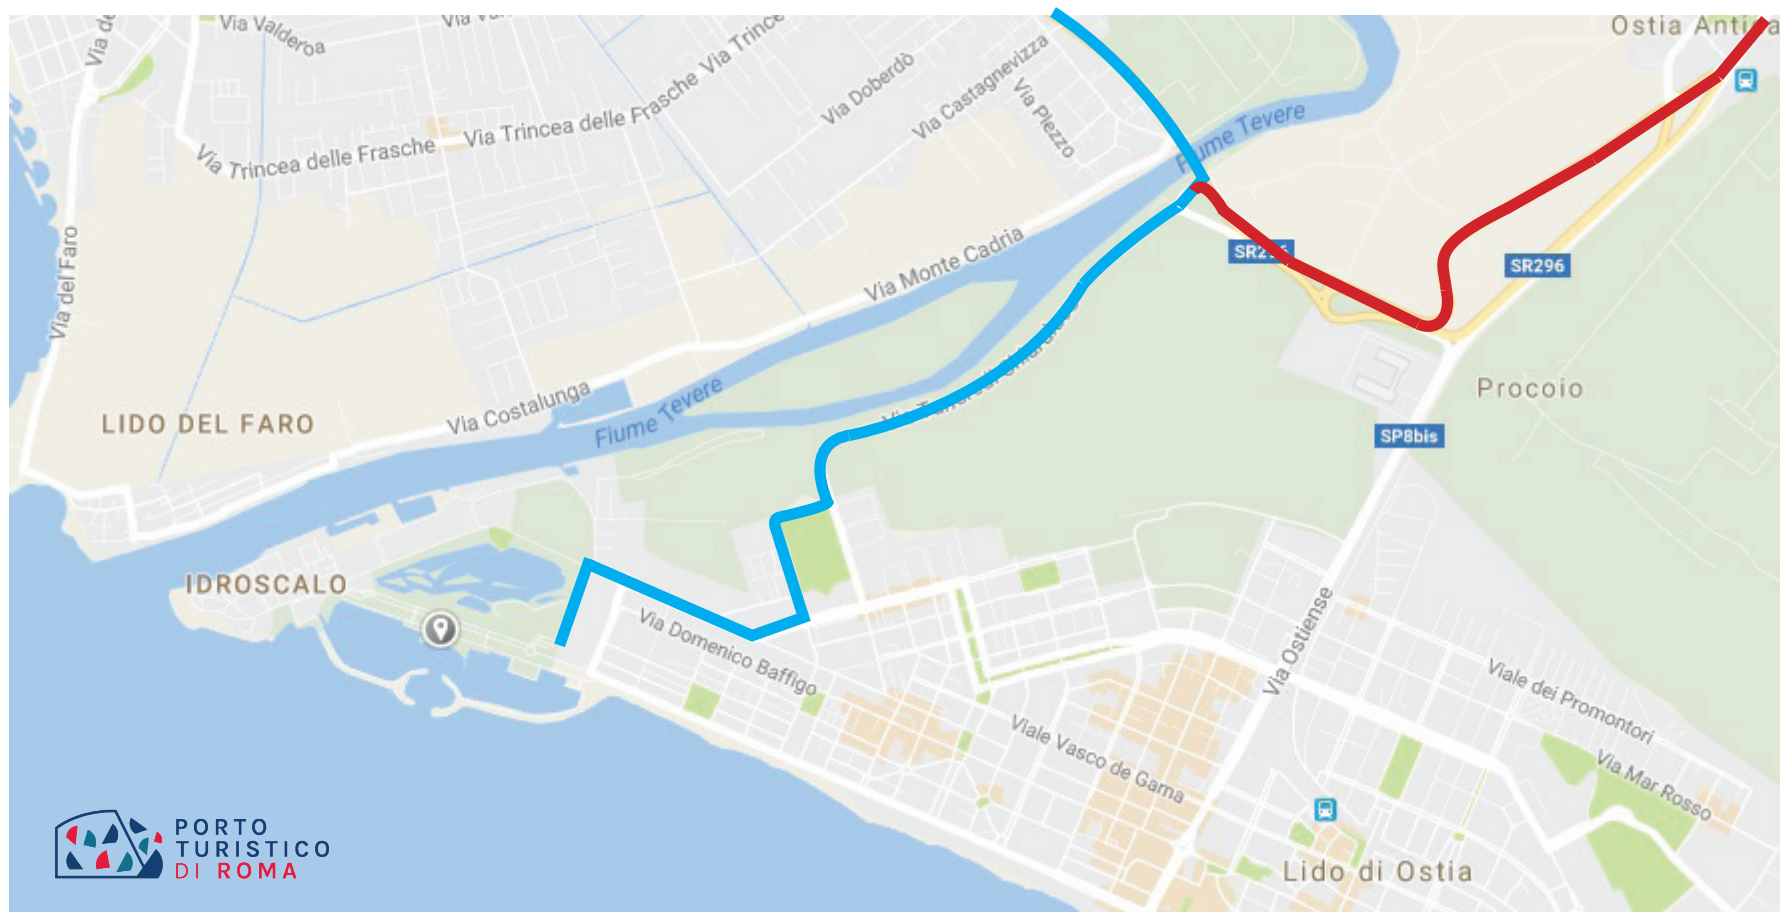 Via Valderoa
Ostia Antica
Via Trince
Via Doberdò
Via Castagnevizza
Via Plezzo
Via Trincea delle Frasche
Via Trincea delle Frasche
Fiume Tevere
Via del Faro
Via Monte Cadria
SR296
Procoio
LIDO DEL FARO
Via Costalunga
Fiume Tevere
SP8bis
IDROSCALO
Via Domenico Baffigo
Via Ostiense
Viale dei Promontori
Viale Vasco de Gama
Via Mar Rosso
Lido di Ostia
PORTO
TURISTICO
DI ROMA